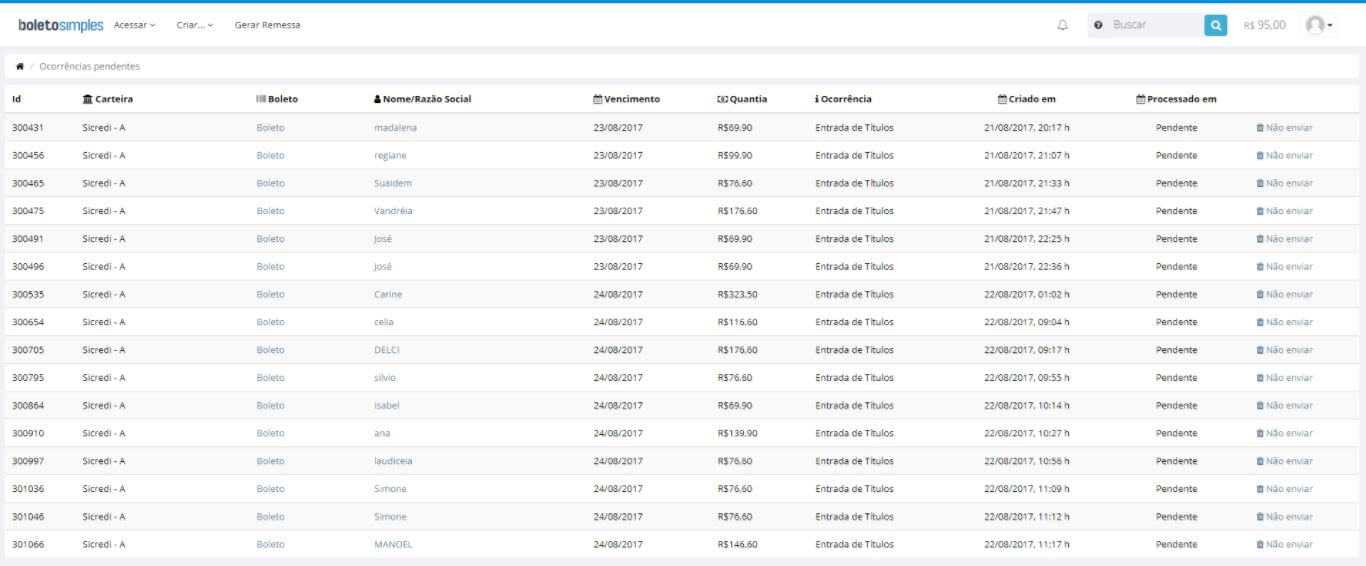 boletosimples Acessar Criar... Gerar Remessa Buscar R$ 95,00
/ Ocorrências pendentes
Id Carteira Boleto Nome/Razão Social Vencimento Quantia Ocorrência Criado em Processado em
300431 Sicredi - A Boleto madalena 23/08/2017 R$69,90 Entrada de Títulos 21/08/2017, 20:17 h Pendente Não enviar
300456 Sicredi - A Boleto regiane 23/08/2017 R$99,90 Entrada de Títulos 21/08/2017, 21:07 h Pendente Não enviar
300465 Sicredi - A Boleto Sualdem 23/08/2017 R$76,60 Entrada de Títulos 21/08/2017, 21:33 h Pendente Não enviar
300475 Sicredi - A Boleto Vandréia 23/08/2017 R$176,60 Entrada de Títulos 21/08/2017, 21:47 h Pendente Não enviar
300491 Sicredi - A Boleto José 23/08/2017 R$69,90 Entrada de Títulos 21/08/2017, 22:25 h Pendente Não enviar
300496 Sicredi - A Boleto José 23/08/2017 R$69,90 Entrada de Títulos 21/08/2017, 22:36 h Pendente Não enviar
300535 Sicredi - A Boleto Carine 24/08/2017 R$323,50 Entrada de Títulos 22/08/2017, 01:02 h Pendente Não enviar
300654 Sicredi - A Boleto celia 24/08/2017 R$116,60 Entrada de Títulos 22/08/2017, 09:04 h Pendente Não enviar
300705 Sicredi - A Boleto DELCI 24/08/2017 R$176,60 Entrada de Títulos 22/08/2017, 09:17 h Pendente Não enviar
300795 Sicredi - A Boleto silvio 24/08/2017 R$76,60 Entrada de Títulos 22/08/2017, 09:55 h Pendente Não enviar
300864 Sicredi - A Boleto Isabel 24/08/2017 R$69,90 Entrada de Títulos 22/08/2017, 10:14 h Pendente Não enviar
300910 Sicredi - A Boleto ana 24/08/2017 R$139,90 Entrada de Títulos 22/08/2017, 10:27 h Pendente Não enviar
300997 Sicredi - A Boleto laudiceia 24/08/2017 R$76,60 Entrada de Títulos 22/08/2017, 10:56 h Pendente Não enviar
301036 Sicredi - A Boleto Simone 24/08/2017 R$76,60 Entrada de Títulos 22/08/2017, 11:09 h Pendente Não enviar
301046 Sicredi - A Boleto Simone 24/08/2017 R$76,60 Entrada de Títulos 22/08/2017, 11:12 h Pendente Não enviar
301066 Sicredi - A Boleto MANOEL 24/08/2017 R$146,60 Entrada de Títulos 22/08/2017, 11:17 h Pendente Não enviar